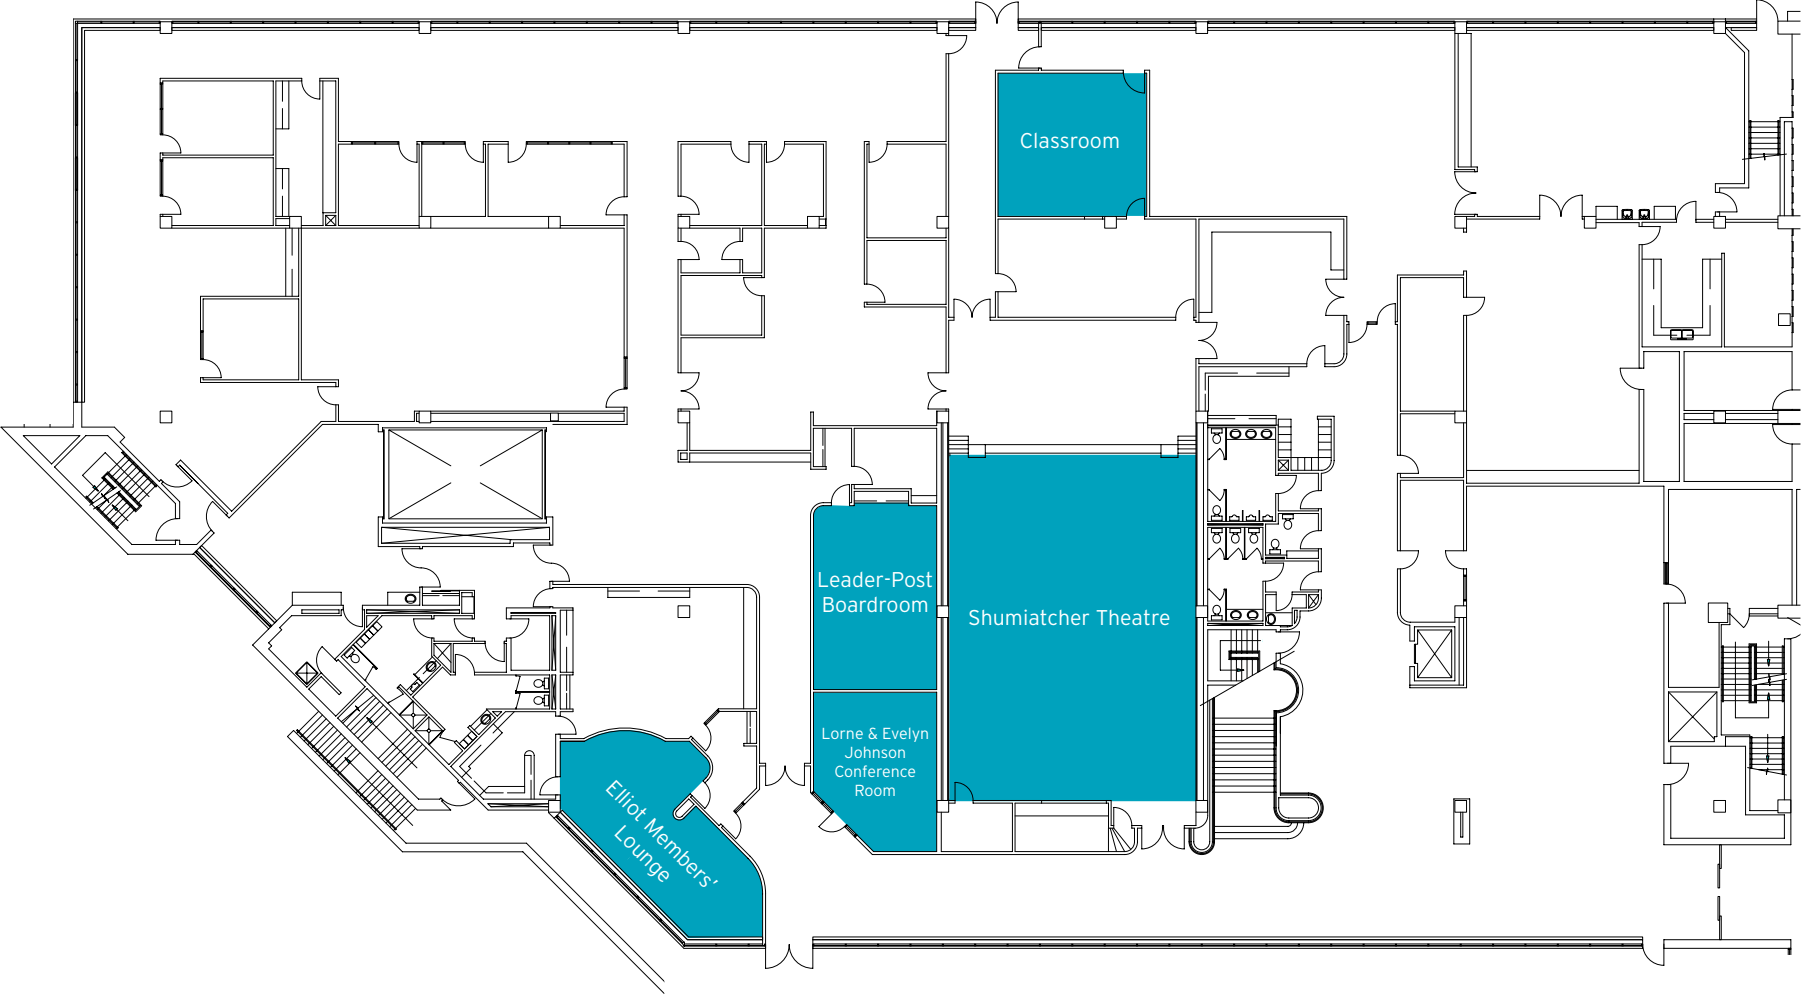 Classroom
Leader-Post
Boardroom
Shumiatcher Theatre
Lorne & Evelyn
Johnson
Conference
Room
Elliot Members’
Lounge